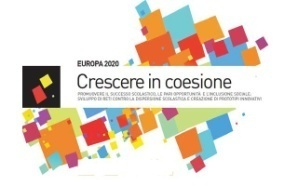 EUROPA 2020
Crescere in coesione
PROMUOVERE IL SUCCESSO SCOLASTICO, LE PARI OPPORTUNITÀ E L'INCLUSIONE SOCIALE;
SVILUPPO DI RETI CONTRO LA DISPERSIONE SCOLASTICA E CREAZIONE DI PROTOTIPI INNOVATIVI